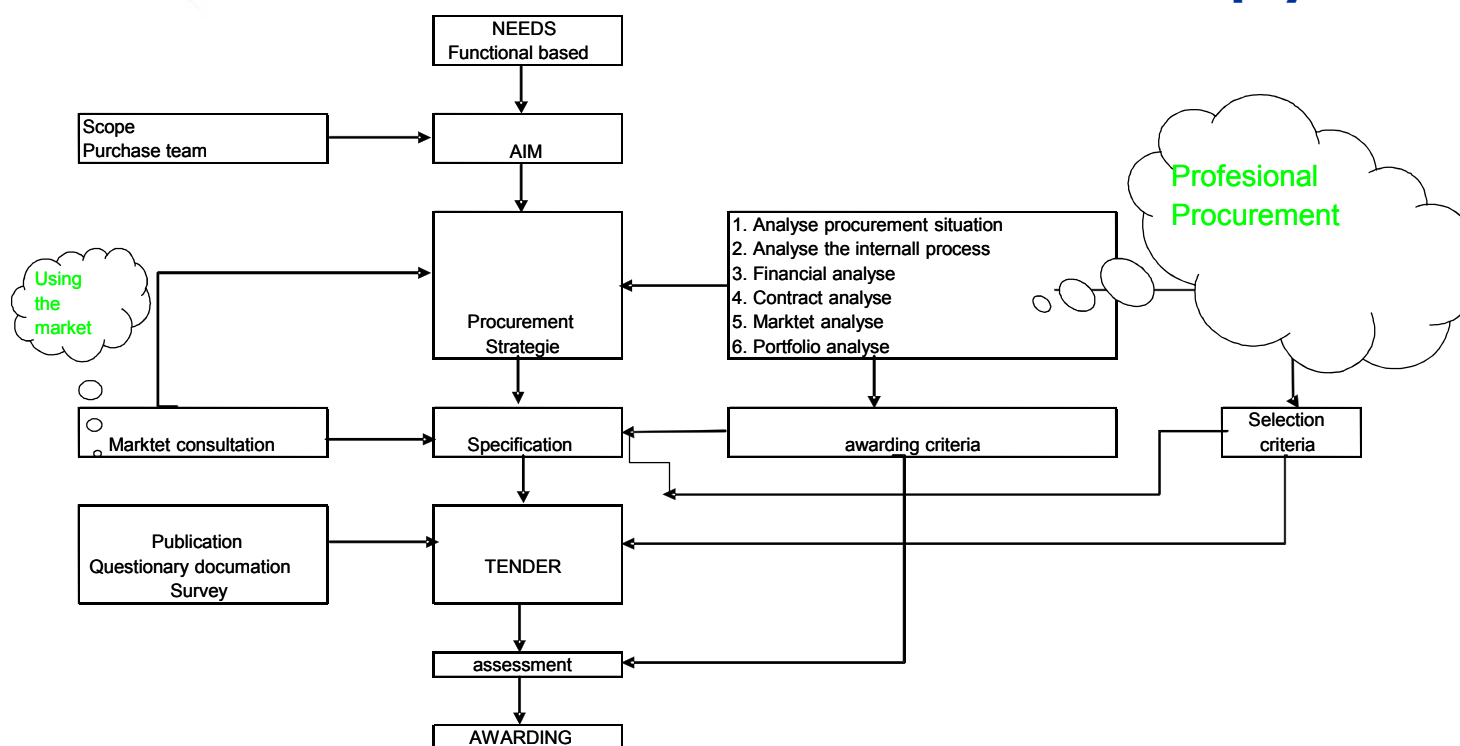 NEEDS
Functional based
Scope
Purchase team
AIM
Profesional
Procurement
1. Analyse procurement situation
2. Analyse the internall process
3. Financial analyse
4. Contract analyse
5. Marktet analyse
6. Portfolio analyse
Using
the
market
Procurement
Strategie
Marktet consultation
Specification
awarding criteria
Selection
criteria
Publication
Questionary documation
Survey
TENDER
assessment
AWARDING